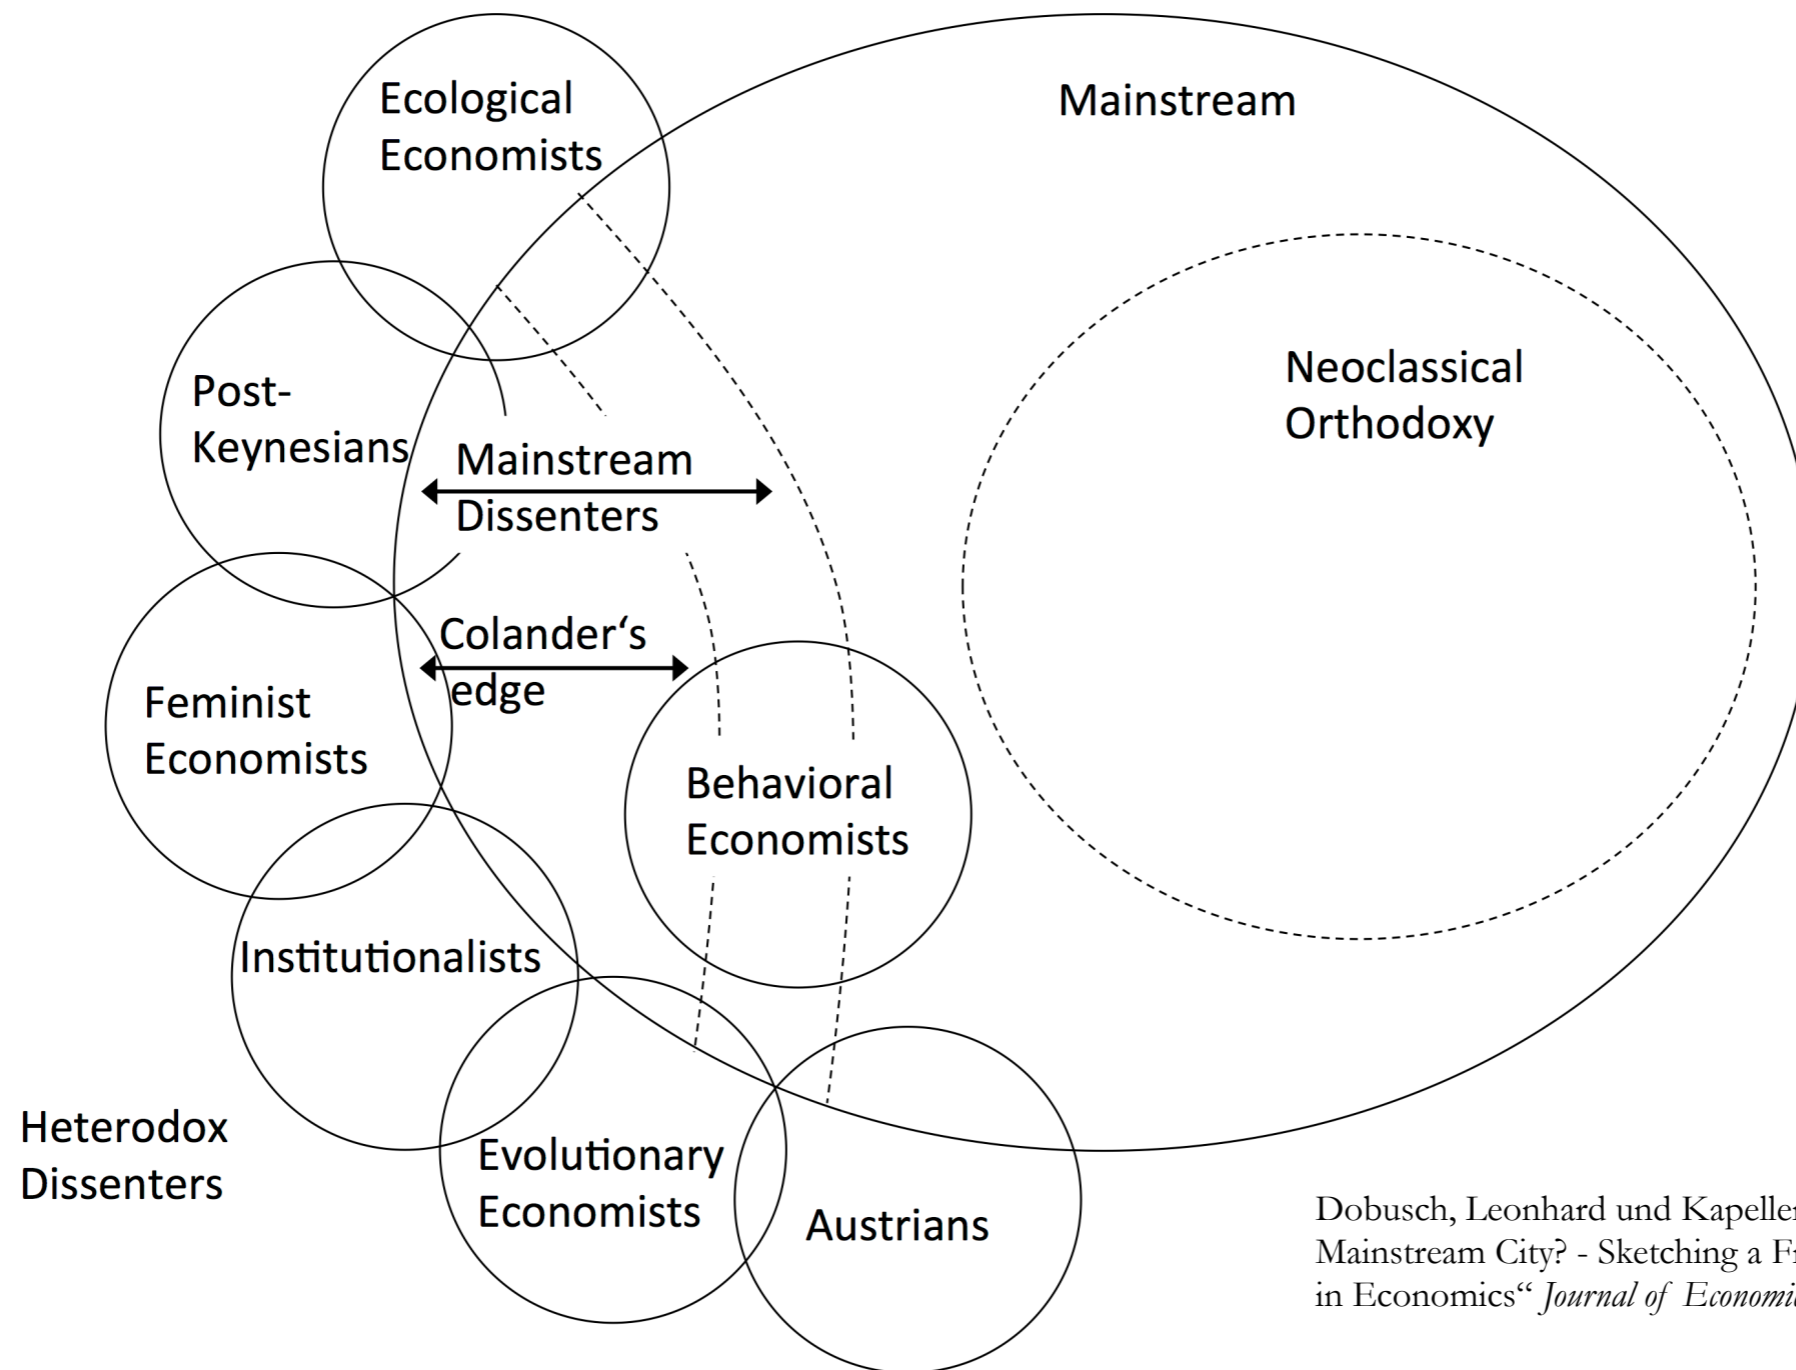 Ecological
Economists
Mainstream
Neoclassical
Orthodoxy
Post-
Keynesians
Mainstream
Dissenters
Colander‘s
edge
Feminist
Economists
Behavioral
Economists
Institutionalists
Heterodox
Dissenters
Evolutionary
Economists
Austrians
Dobusch, Leonhard und Kapeller
Mainstream City? - Sketching a
in Economics“ Journal of